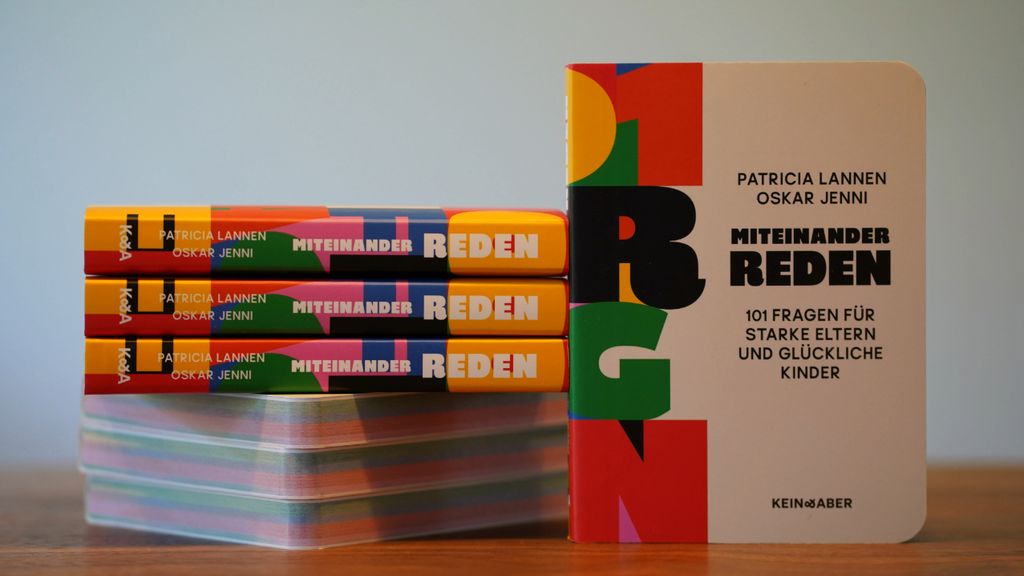 K&A
PATRICIA LANNEN
OSKAR JENNI
MITEINANDER REDEN
K&A
PATRICIA LANNEN
OSKAR JENNI
MITEINANDER REDEN
K&A
PATRICIA LANNEN
OSKAR JENNI
MITEINANDER REDEN
R
G
N
PATRICIA LANNEN
OSKAR JENNI
MITEINANDER
REDEN
101 FRAGEN FÜR
STARKE ELTERN
UND GLÜCKLICHE
KINDER
KEIN&ABER